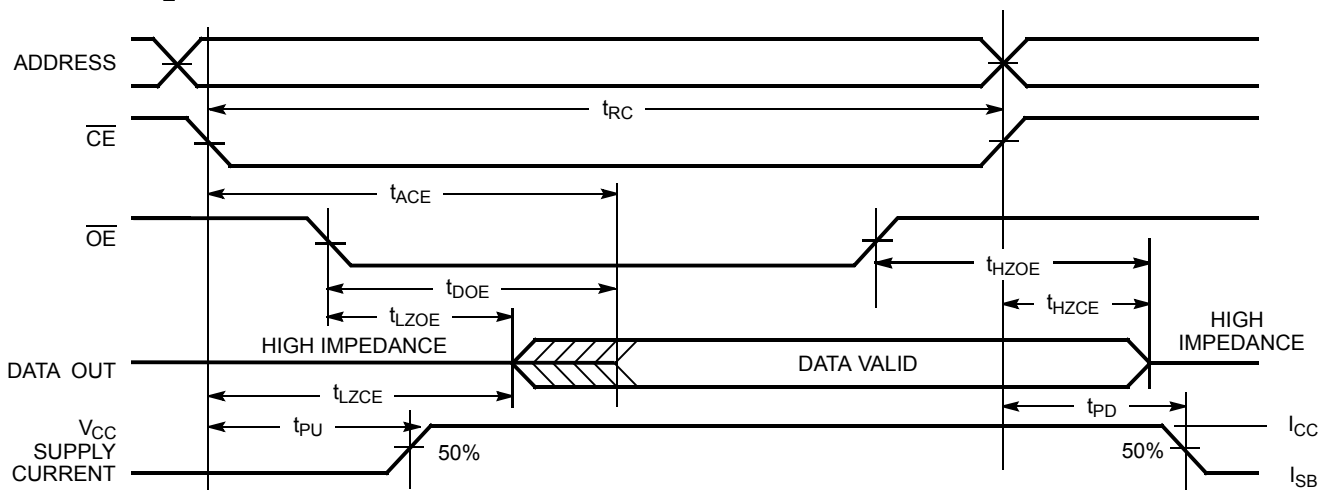 ADDRESS
tRC
CE
tACE
OE
tHZOE
tDOE
tHZCE
tLZOE
HIGH IMPEDANCE
HIGH
IMPEDANCE
DATA OUT
DATA VALID
tLZCE
tPD
VCC
SUPPLY
CURRENT
tPU
50%
50%
ICC
ISB